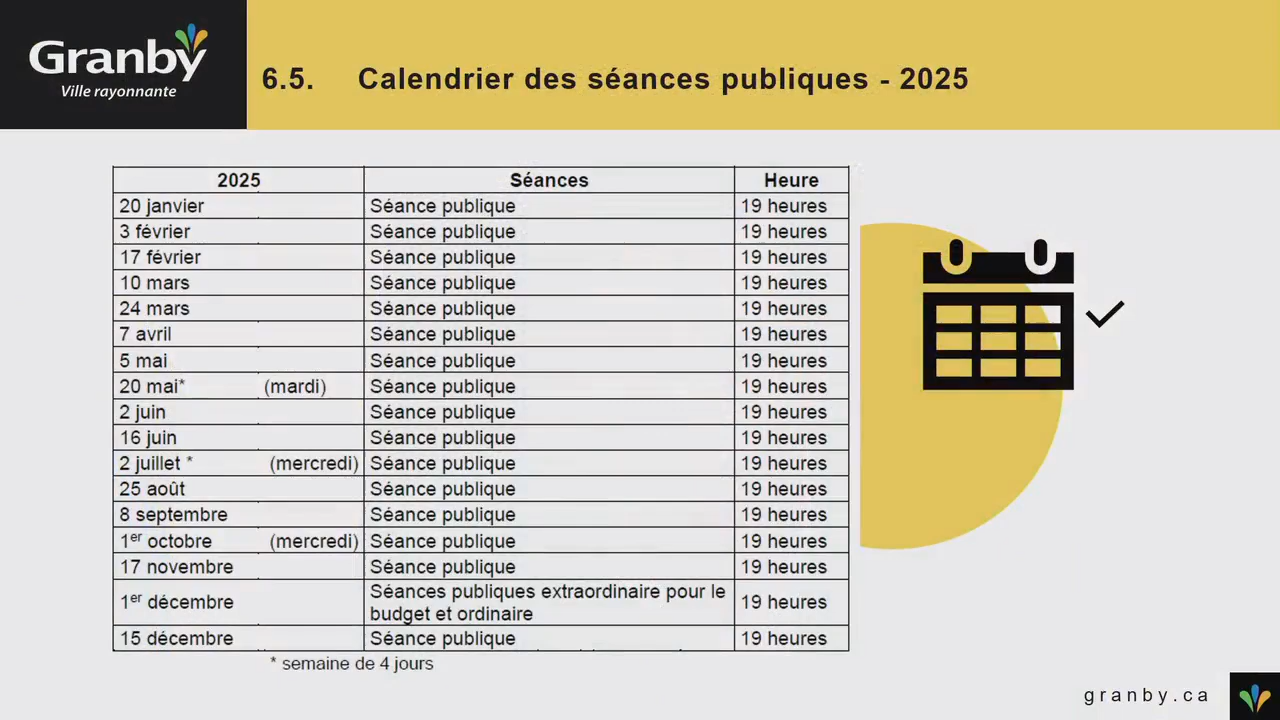 Granby
Ville rayonnante
6.5. Calendrier des séances publiques - 2025
2025 Séances Heure
20 janvier Séance publique 19 heures
3 février Séance publique 19 heures
17 février Séance publique 19 heures
10 mars Séance publique 19 heures
24 mars Séance publique 19 heures
7 avril Séance publique 19 heures
5 mai Séance publique 19 heures
20 mai* (mardi) Séance publique 19 heures
2 juin Séance publique 19 heures
16 juin Séance publique 19 heures
2 juillet * (mercredi) Séance publique 19 heures
25 août Séance publique 19 heures
8 septembre Séance publique 19 heures
1er octobre (mercredi) Séance publique 19 heures
17 novembre Séance publique 19 heures
1er décembre Séances publiques extraordinaire pour le
budget et ordinaire 19 heures
15 décembre Séance publique 19 heures
* semaine de 4 jours
granby.ca